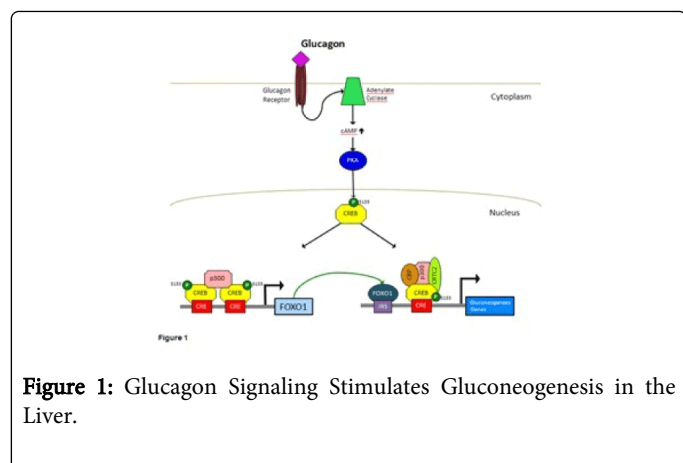 Glucagon
Glucagon
Receptor
Adenylate
Cyclase
Cytoplasm
cAMP
PKA
P S133
CREB
Nucleus
S133 P
p300
P S133
CREB
CREB
CRE
CRE
FOXO1
FOXO1
IRS
CBP
p300
CRTC2
CREB
P S133
CRE
Gluconeogenesis
Genes
Figure 1
Figure 1: Glucagon Signaling Stimulates Gluconeogenesis in the
Liver.